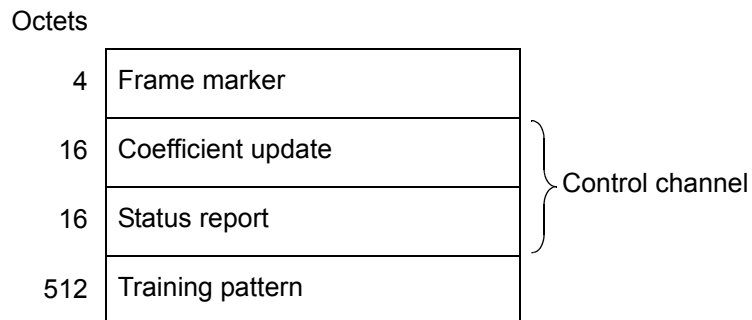 Octets
4 Frame marker
16 Coefficient update
Control channel
16 Status report
512 Training pattern